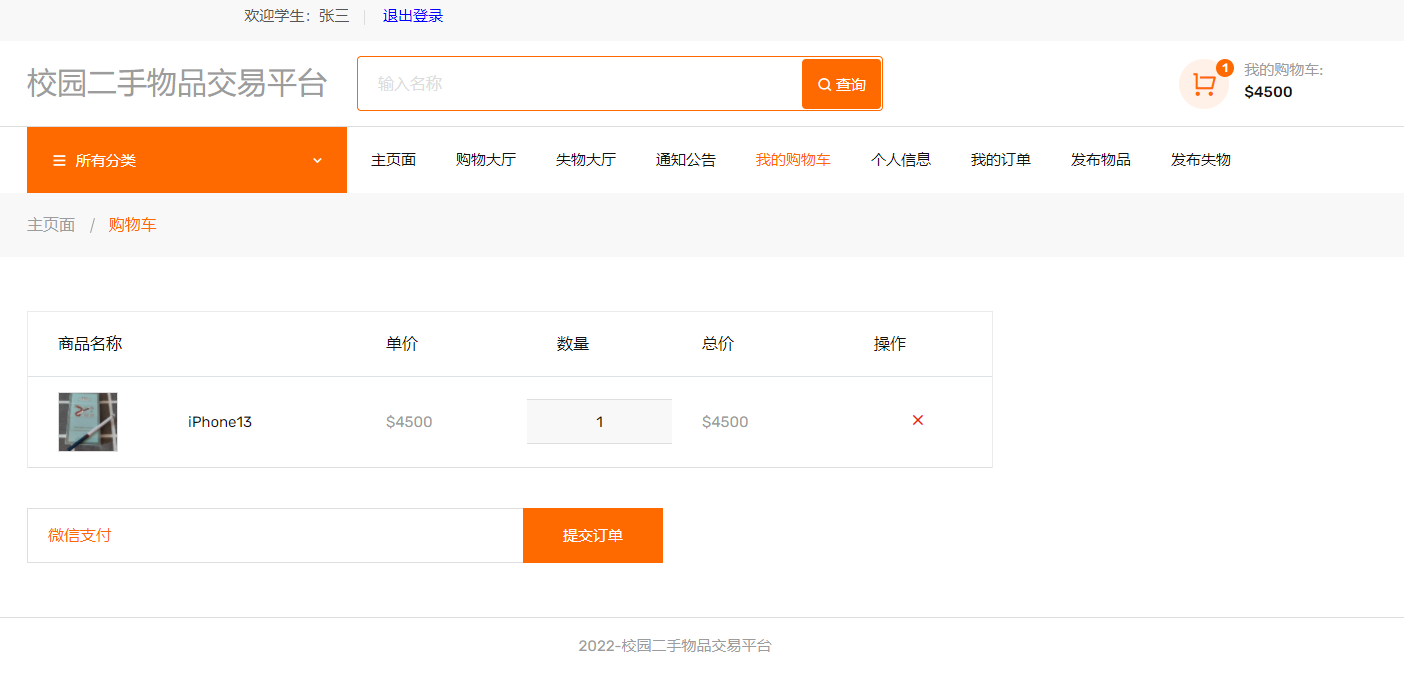 欢迎学生：张三 退出登录
校园二手物品交易平台
输入名称
查询
1
我的购物车:
$4500
所有分类
主页面 购物大厅 失物大厅 通知公告 我的购物车 个人信息 我的订单 发布物品 发布失物
主页面 / 购物车
商品名称 单价 数量 总价 操作
iPhone13 $4500 1 $4500
微信支付 提交订单
2022-校园二手物品交易平台